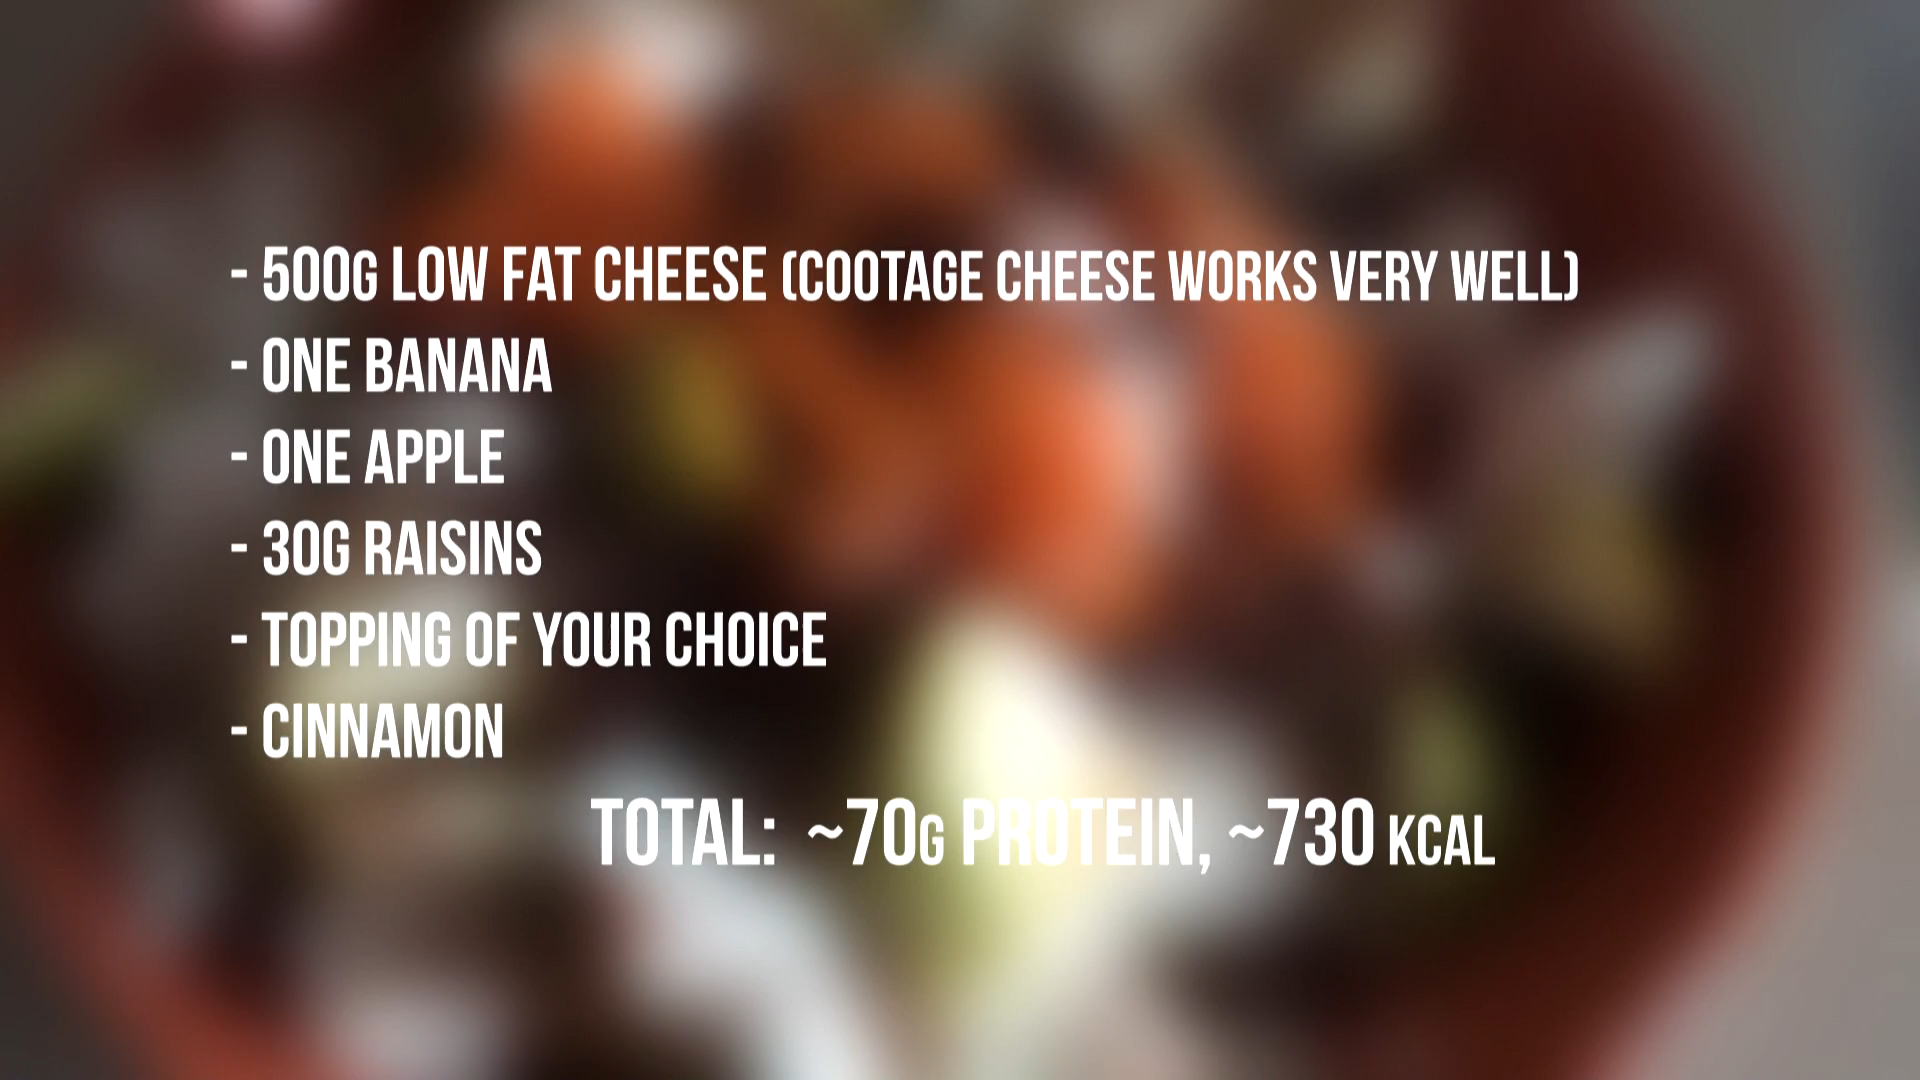 - 500G LOW FAT CHEESE (COOTAGE CHEESE WORKS VERY WELL)
- ONE BANANA
- ONE APPLE
- 30G RAISINS
- TOPPING OF YOUR CHOICE
- CINNAMON
TOTAL: ~70G PROTEIN, ~730 KCAL